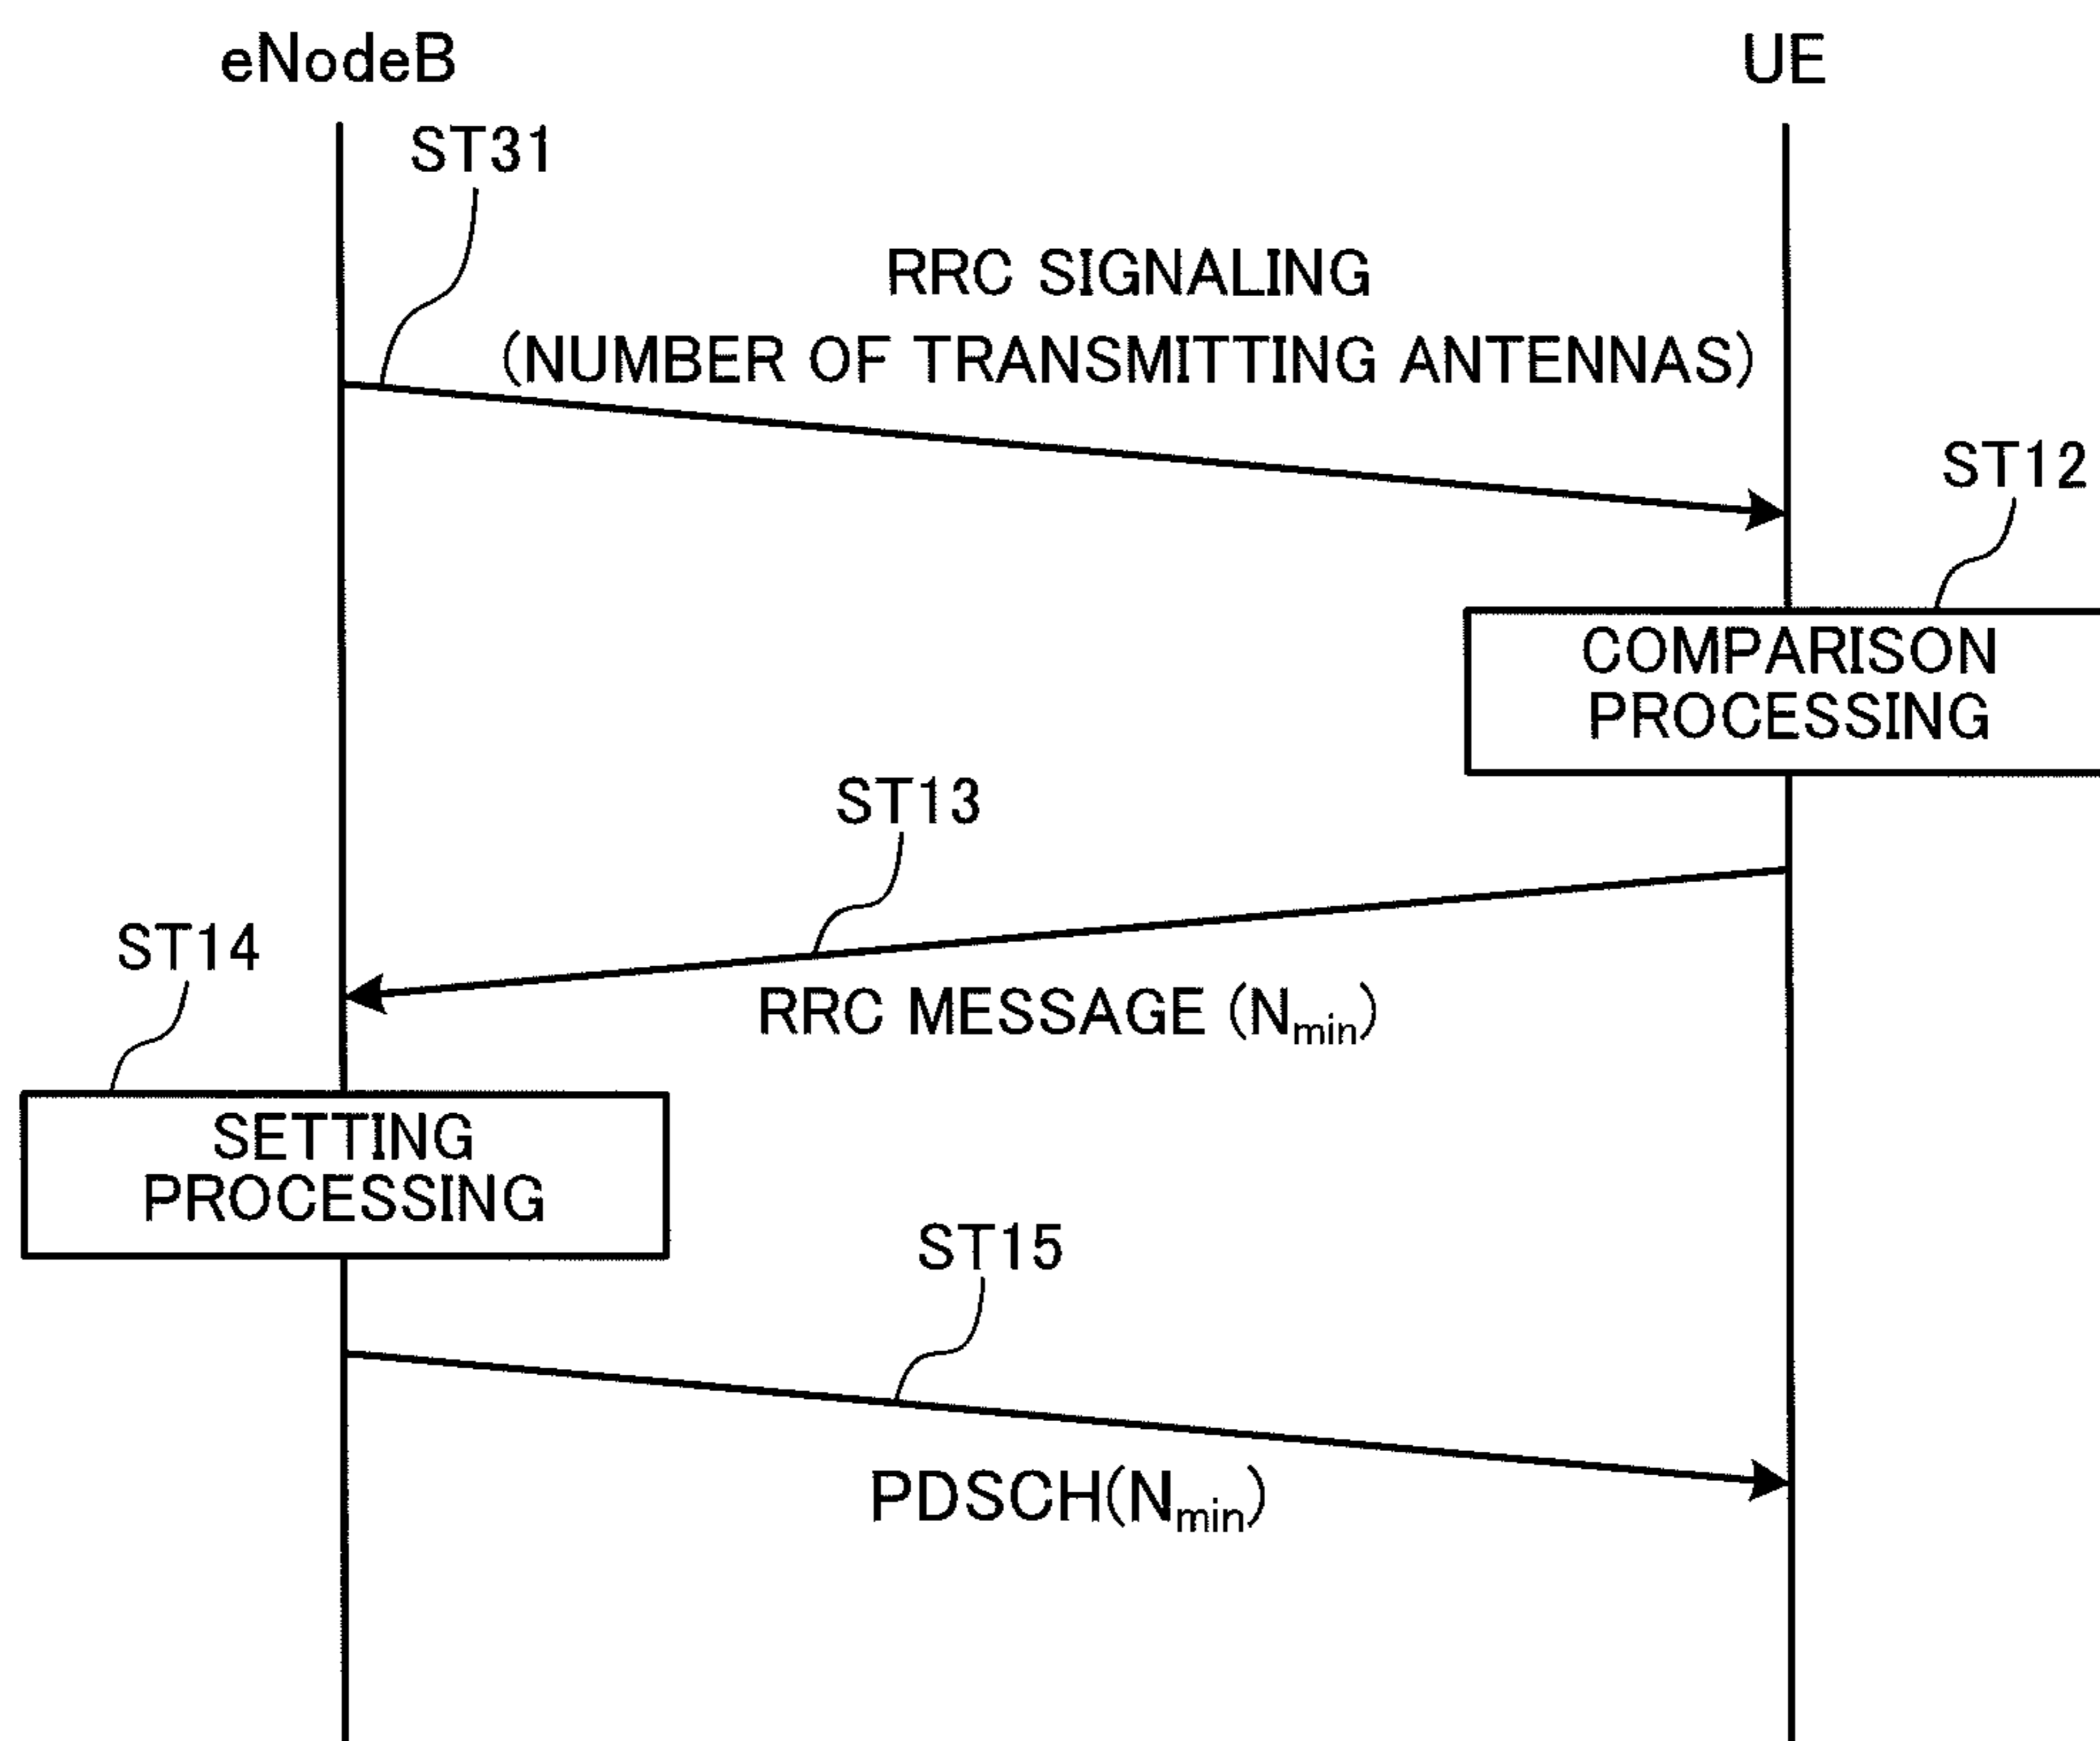 eNodeB
UE
ST31
RRC SIGNALING
(NUMBER OF TRANSMITTING ANTENNAS)
ST12
COMPARISON
PROCESSING
ST13
RRC MESSAGE (Nmin)
ST14
SETTING
PROCESSING
ST15
PDSCH(Nmin)